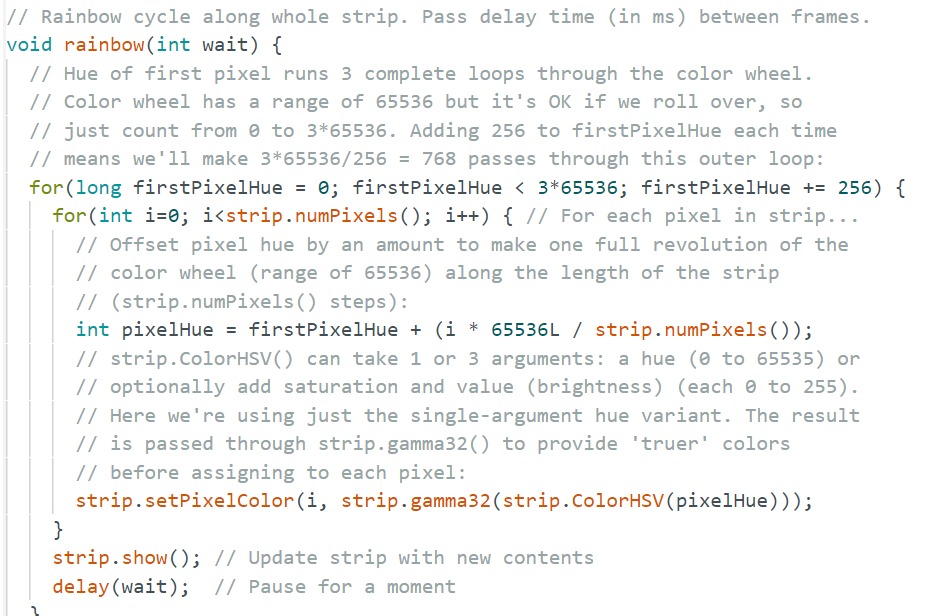 // Rainbow cycle along whole strip. Pass delay time (in ms) between frames.
void rainbow(int wait) {
  // Hue of first pixel runs 3 complete loops through the color wheel.
  // Color wheel has a range of 65536 but it's OK if we roll over, so
  // just count from 0 to 3*65536. Adding 256 to firstPixelHue each time
  // means we'll make 3*65536/256 = 768 passes through this outer loop:
  for(long firstPixelHue = 0; firstPixelHue < 3*65536; firstPixelHue += 256) {
    for(int i=0; i<strip.numPixels(); i++) { // For each pixel in strip...
      // Offset pixel hue by an amount to make one full revolution of the
      // color wheel (range of 65536) along the length of the strip
      // (strip.numPixels() steps):
      int pixelHue = firstPixelHue + (i * 65536L / strip.numPixels());
      // strip.ColorHSV() can take 1 or 3 arguments: a hue (0 to 65535) or
      // optionally add saturation and value (brightness) (each 0 to 255).
      // Here we're using just the single-argument hue variant. The result
      // is passed through strip.gamma32() to provide 'truer' colors
      // before assigning to each pixel:
      strip.setPixelColor(i, strip.gamma32(strip.ColorHSV(pixelHue)));
    }
    strip.show(); // Update strip with new contents
    delay(wait);  // Pause for a moment
  }